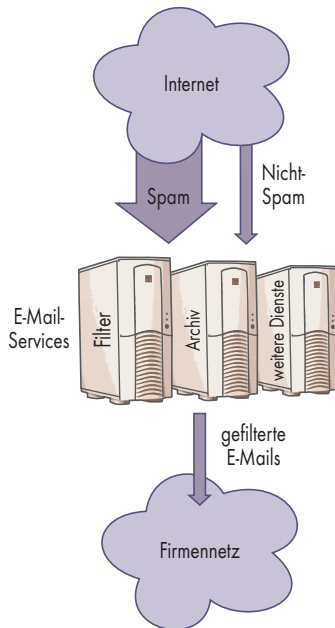 Internet
Spam
Nicht-
Spam
E-Mail-
Services
Filter
Archiv
weitere Dienste
gefilterte
E-Mails
Firmennetz